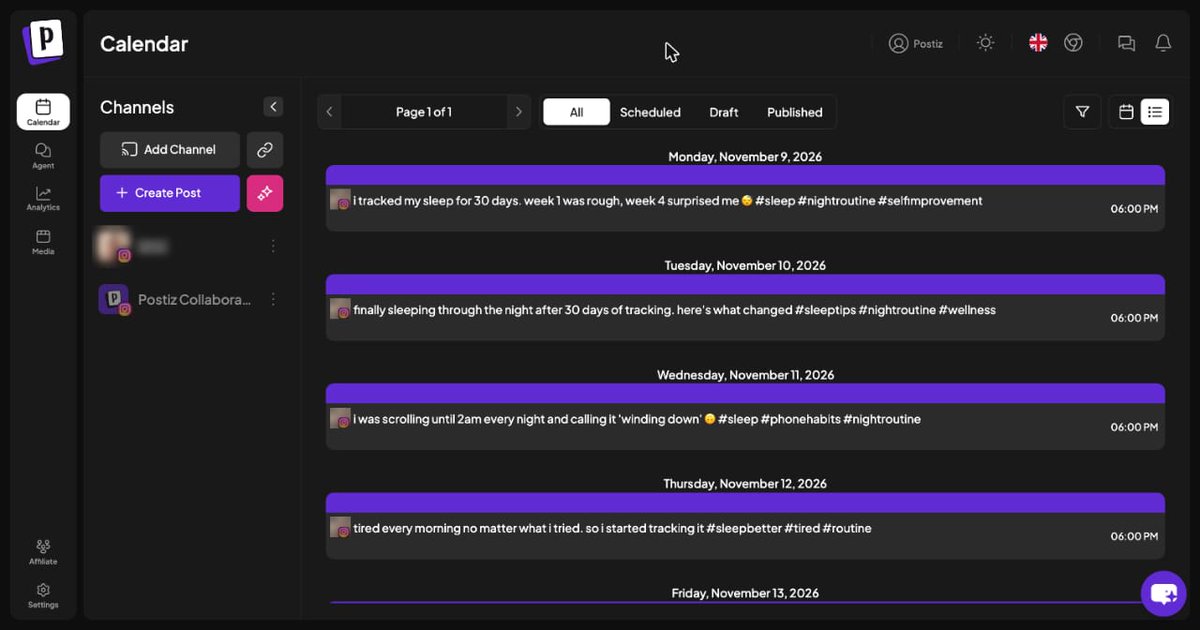 P
Calendar
Postiz
Calendar
Agent
Analytics
Media
Affiliate
Settings
Channels
Add Channel
+ Create Post
P
Postiz Collabora...
Page 1 of 1
All
Scheduled
Draft
Published
Monday, November 9, 2026
i tracked my sleep for 30 days. week 1 was rough, week 4 surprised me 😴 #sleep #nightroutine #selfimprovement
06:00 PM
Tuesday, November 10, 2026
finally sleeping through the night after 30 days of tracking. here's what changed #sleeptips #nightroutine #wellness
06:00 PM
Wednesday, November 11, 2026
i was scrolling until 2am every night and calling it 'winding down' 😑 #sleep #phonehabits #nightroutine
06:00 PM
Thursday, November 12, 2026
tired every morning no matter what i tried. so i started tracking it #sleepbetter #tired #routine
06:00 PM
Friday, November 13, 2026